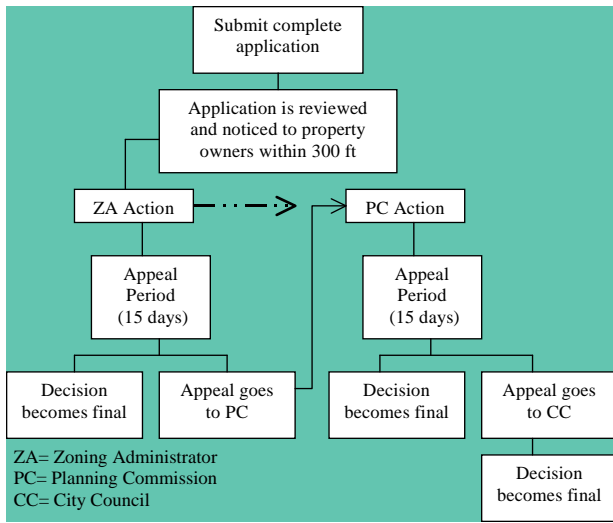 Submit complete
application
Application is reviewed
and noticed to property
owners within 300 ft
ZA Action
PC Action
Appeal
Period
(15 days)
Appeal
Period
(15 days)
Decision
becomes final
Appeal goes
to PC
Decision
becomes final
Appeal goes
to CC
Decision
becomes final
ZA= Zoning Administrator
PC= Planning Commission
CC= City Council